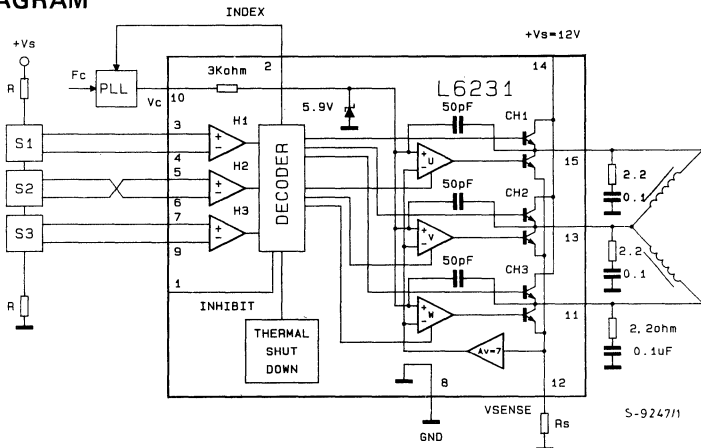 AGRAM
INDEX
+Vs
+Vs=12V
R
Fc
PLL
Vc
10
3Kohm
2
5.9V
L6231
14
50pF
CH1
S1
3
4
+
-
H1
DECODER
+
-
U
15
2.2
0.1
S2
5
6
+
-
H2
50pF
CH2
+
-
V
13
S3
7
9
+
-
H3
50pF
CH3
2.2
0.1
1
INHIBIT
+
-
W
11
R
THERMAL
SHUT
DOWN
Av=7
2,2ohm
0.1uF
8
12
VSENSE
Rs
GND
S-9247/1